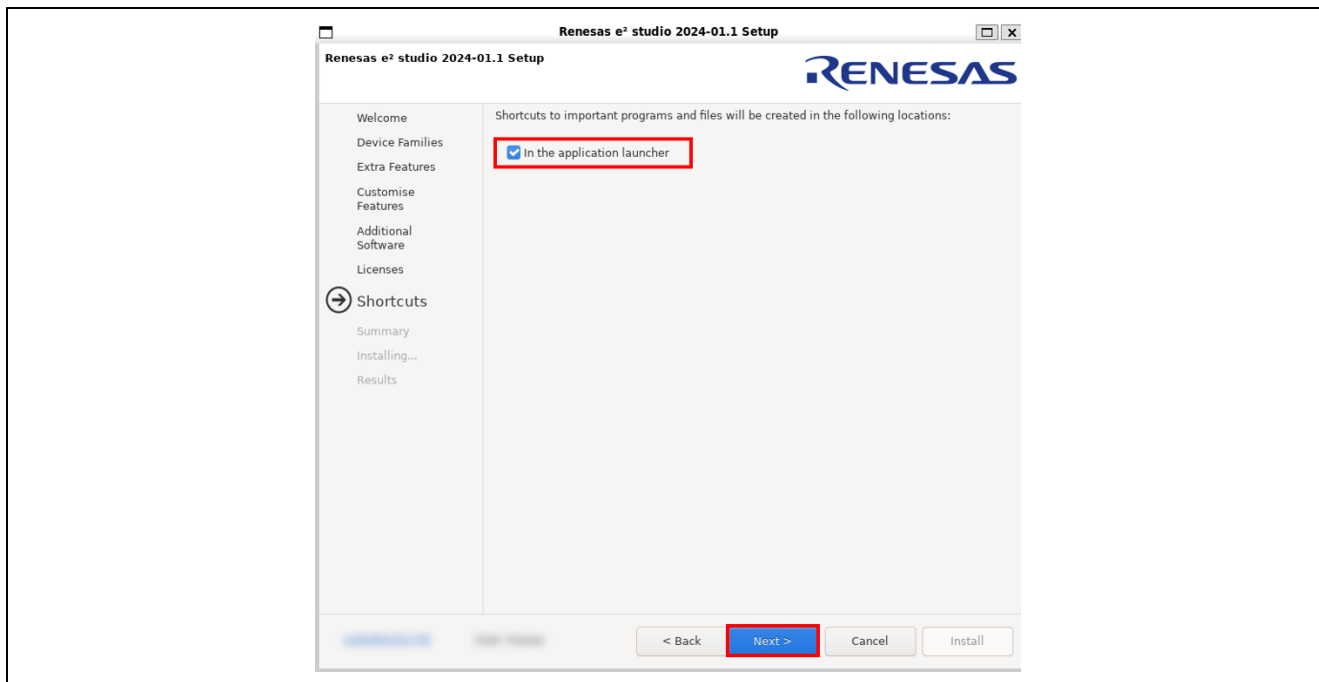 Renesas e² studio 2024-01.1 Setup
Renesas e² studio 2024-01.1 Setup
RENESAS
Welcome
Device Families
Extra Features
Customise
Features
Additional
Software
Licenses
Shortcuts
Summary
Installing...
Results
Shortcuts to important programs and files will be created in the following locations:
In the application launcher
< Back
Next >
Cancel
Install